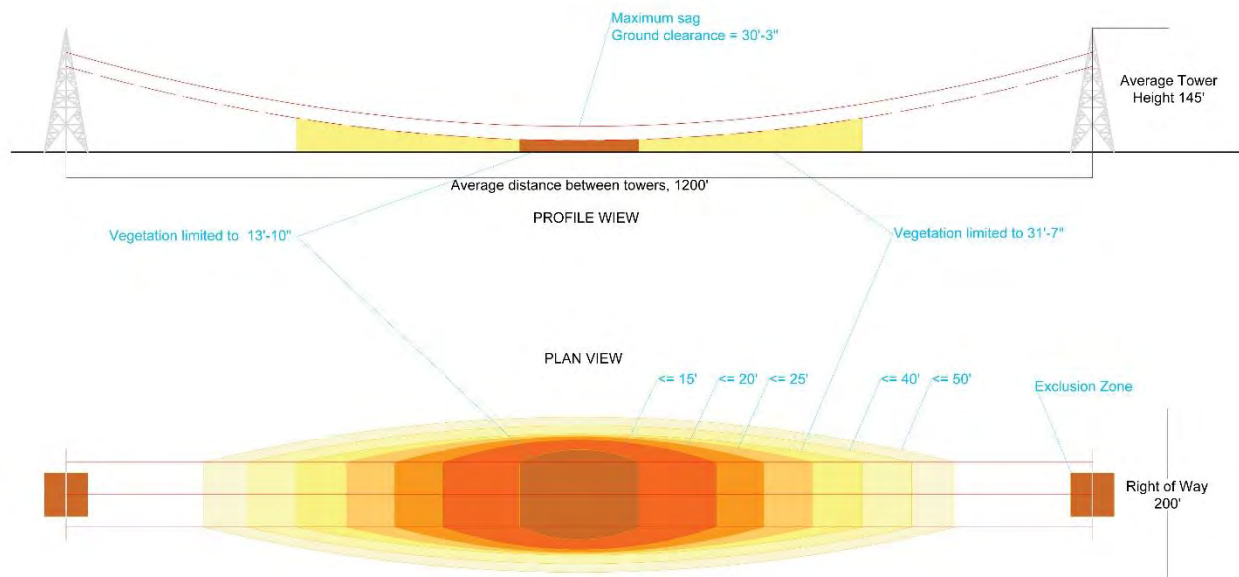 Maximum sag
Ground clearance = 30'-3"
Average Tower
Height 145'
Average distance between towers, 1200'
PROFILE WIEW
Vegetation limited to 13'-10"
Vegetation limited to 31'-7"
PLAN VIEW
<= 15'
<= 20'
<= 25'
<= 40'
<= 50'
Exclusion Zone
Right of Way
200'